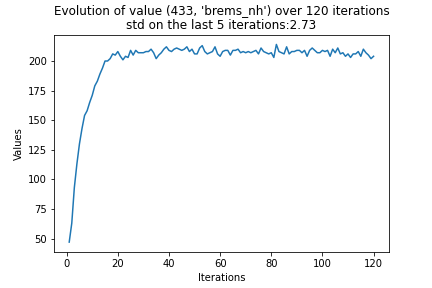 Evolution of value (433, 'brems_nh') over 120 iterations
std on the last 5 iterations:2.73
200
175
150
125
100
75
50
Values
0 20 40 60 80 100 120
Iterations